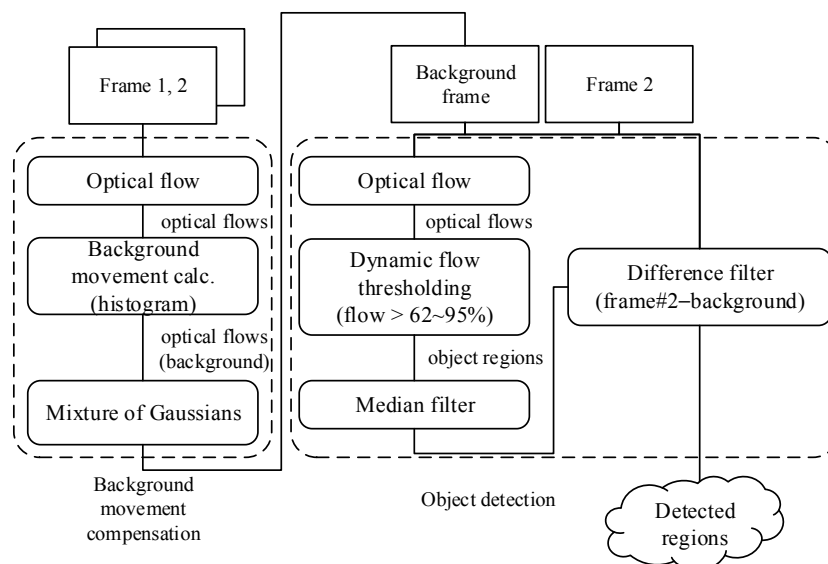 Frame 1, 2
Background
frame
Frame 2
Optical flow
optical flows
Background
movement calc.
(histogram)
optical flows
(background)
Mixture of Gaussians
Background
movement
compensation
Optical flow
optical flows
Dynamic flow
thresholding
(flow > 62~95%)
object regions
Median filter
Difference filter
(frame#2−background)
Object detection
Detected
regions